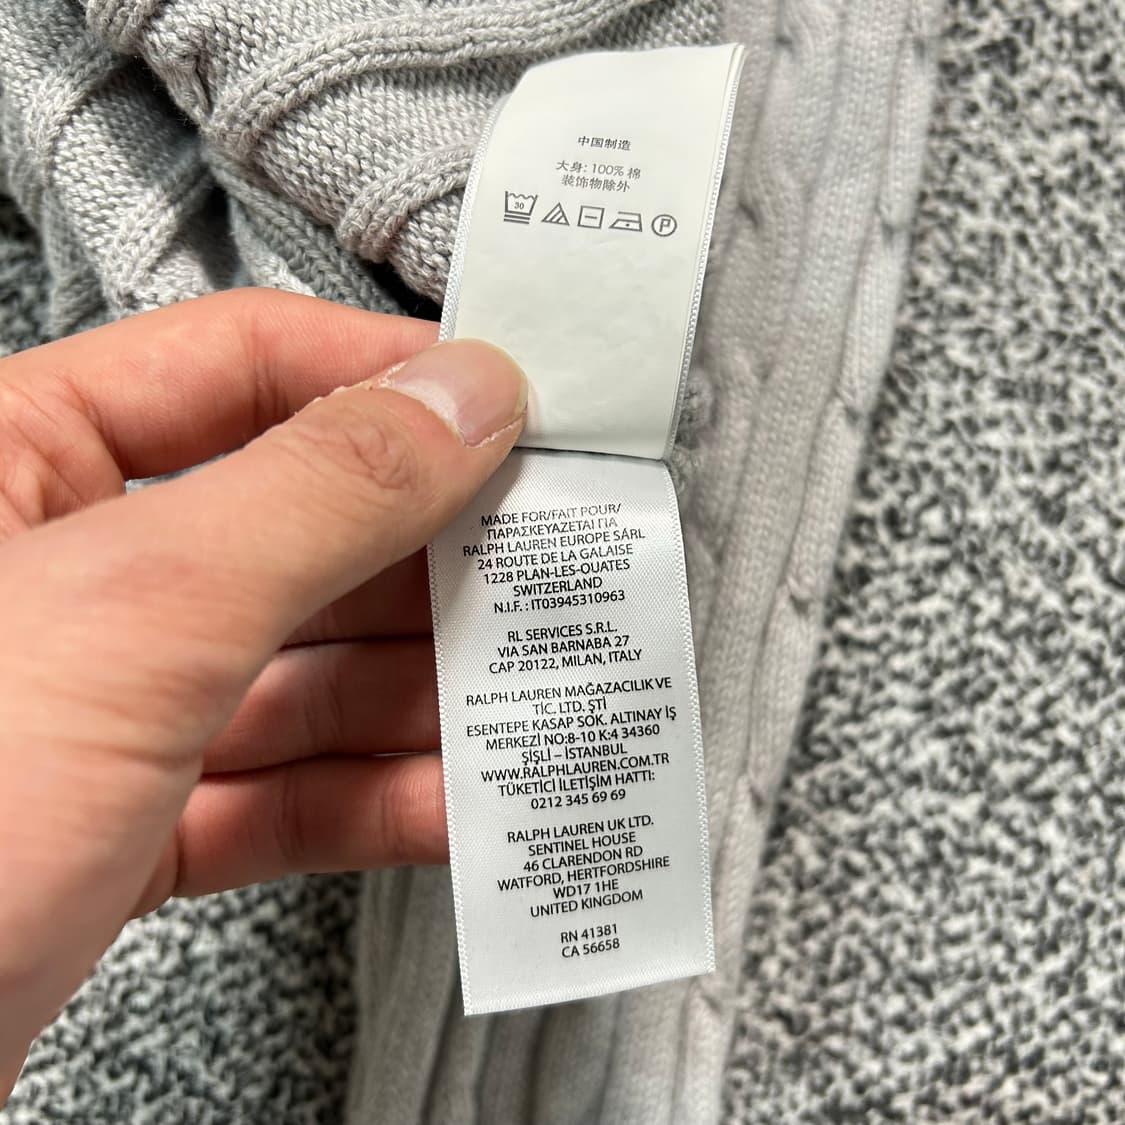 中国制造
大身: 100% 棉
装饰物除外
30
P
MADE FOR/FAIT POUR/
ΠΑΡΑΣΚΕΥΑΖΕΤΑΙ ΓΙΑ
RALPH LAUREN EUROPE SÀRL
24 ROUTE DE LA GALAISE
1228 PLAN-LES-OUATES
SWITZERLAND
N.I.F. : IT03945310963
RL SERVICES S.R.L.
VIA SAN BARNABA 27
CAP 20122, MILAN, ITALY
RALPH LAUREN MAĞAZACILIK VE
TİC. LTD. ŞTİ
ESENTEPE KASAP SOK. ALTINAY İŞ
MERKEZİ NO:8-10 K:4 34360
ŞİŞLİ – İSTANBUL
WWW.RALPHLAUREN.COM.TR
TÜKETİCİ İLETİŞİM HATTI:
0212 345 69 69
RALPH LAUREN UK LTD.
SENTINEL HOUSE
46 CLARENDON RD
WATFORD, HERTFORDSHIRE
WD17 1HE
UNITED KINGDOM
RN 41381
CA 56658